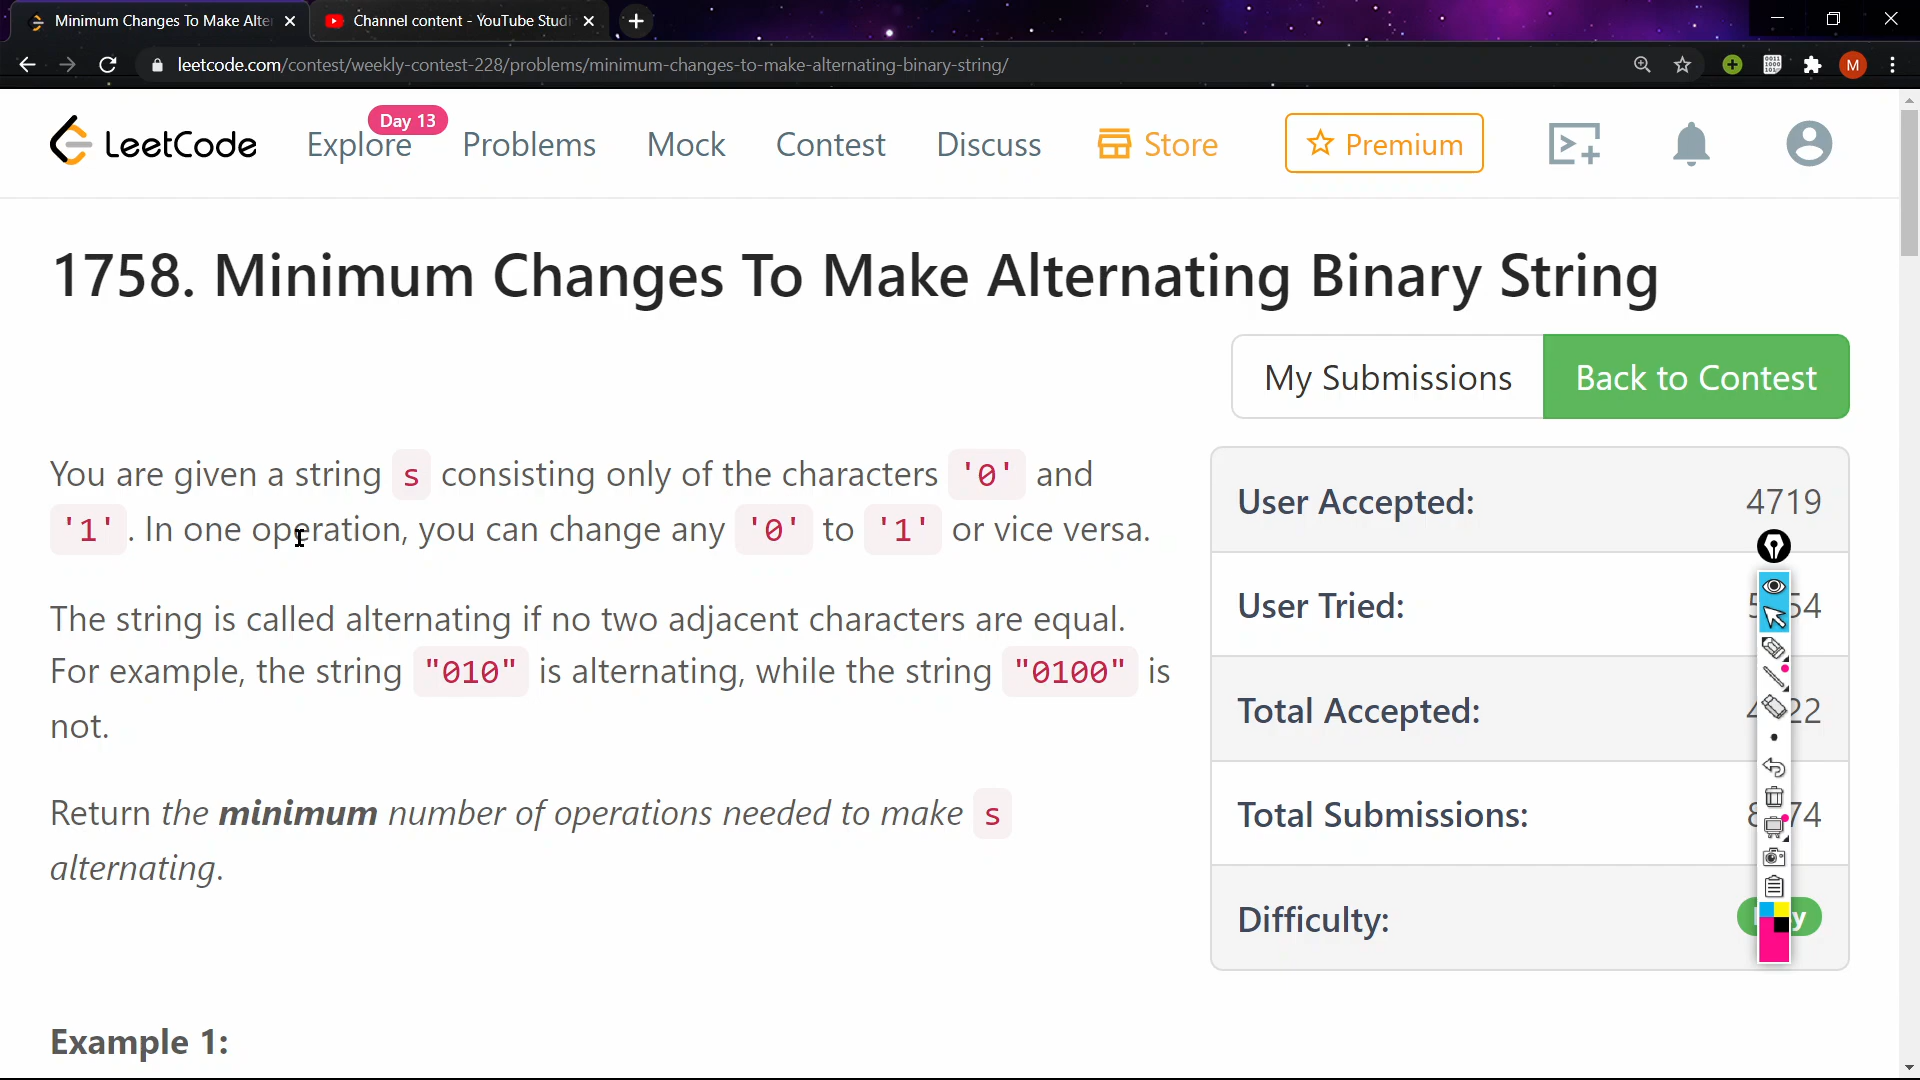 Minimum Changes To Make Alte
Channel content - YouTube Studi
leetcode.com/contest/weekly-contest-228/problems/minimum-changes-to-make-alternating-binary-string/
M
LeetCode
Explore
Day 13
Problems
Mock
Contest
Discuss
Store
Premium
1758. Minimum Changes To Make Alternating Binary String
My Submissions
Back to Contest
You are given a string s consisting only of the characters '0' and
'1'. In one operation, you can change any '0' to '1' or vice versa.
The string is called alternating if no two adjacent characters are equal.
For example, the string "010" is alternating, while the string "0100" is
not.
Return the minimum number of operations needed to make s
alternating.
User Accepted: 4719
User Tried:
Total Accepted:
Total Submissions:
Difficulty:
Example 1: